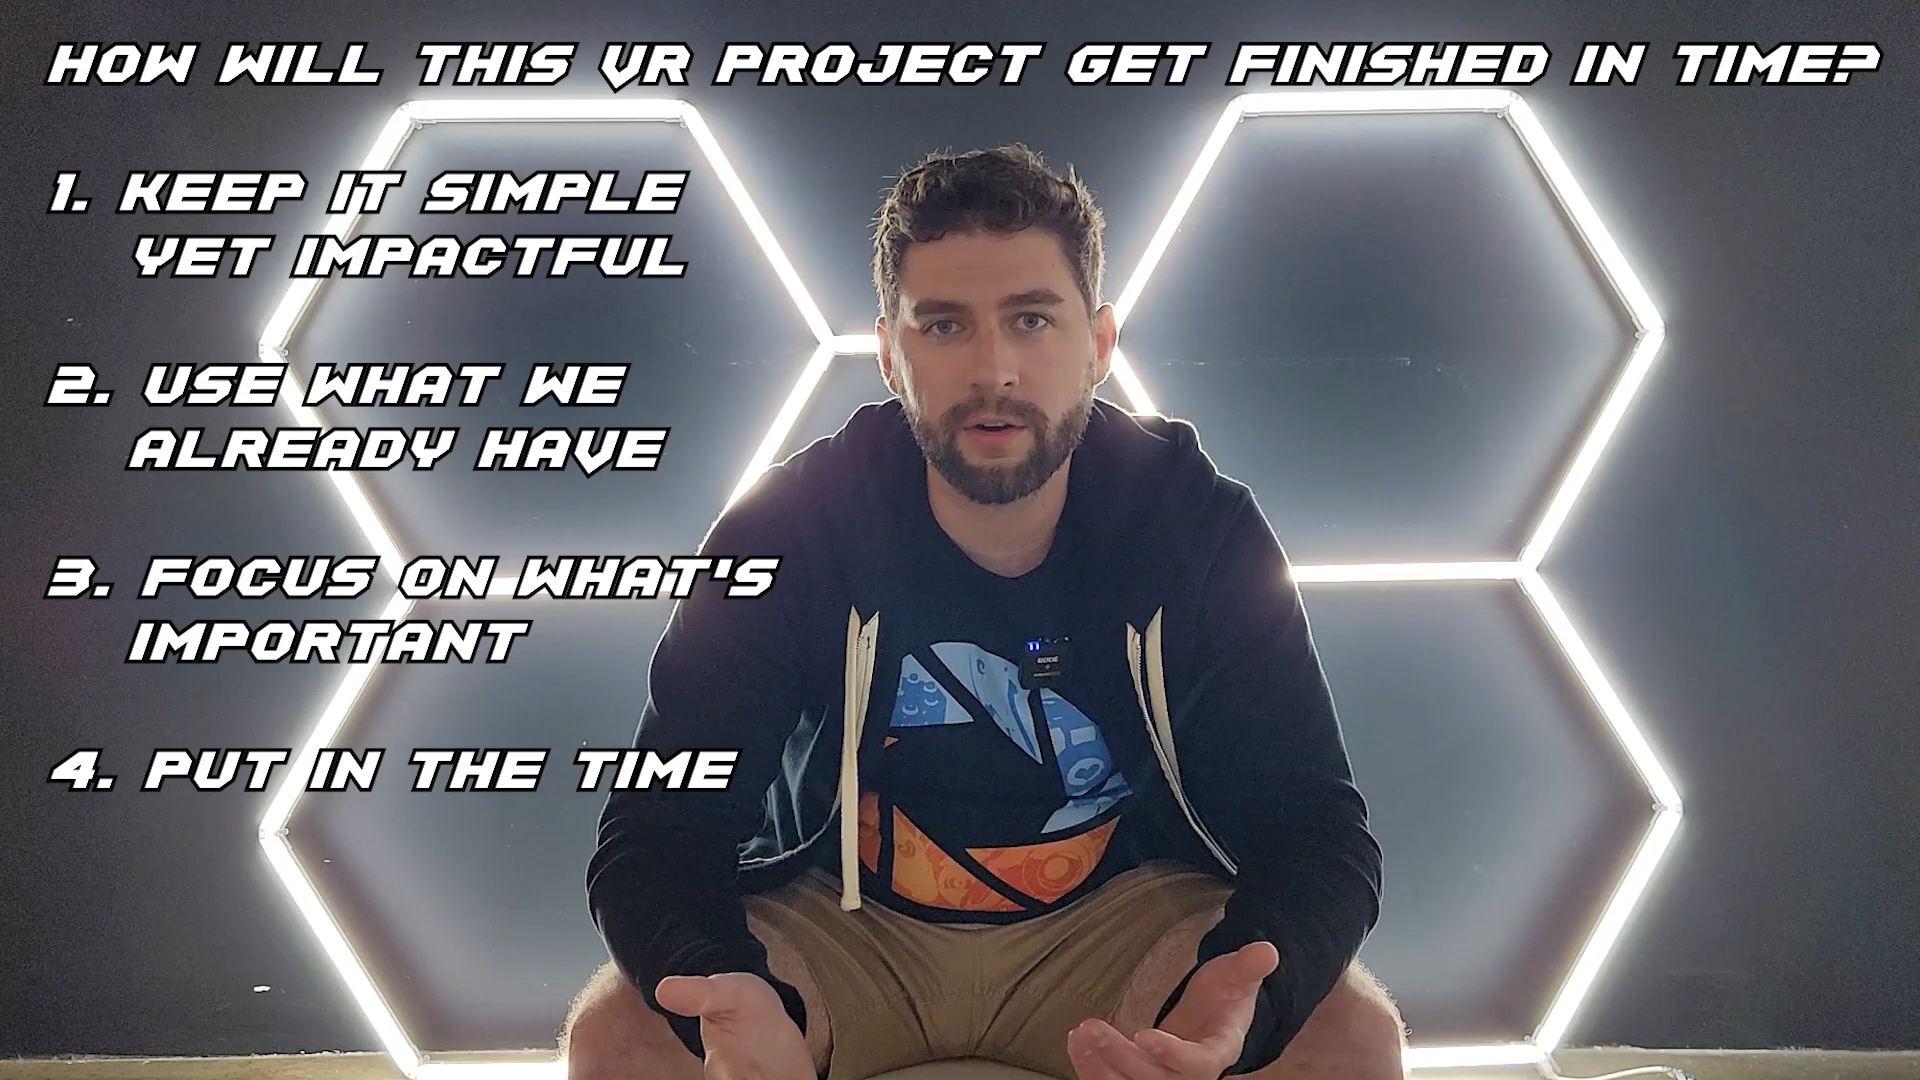 HOW WILL THIS VR PROJECT GET FINISHED IN TIME?
1. KEEP IT SIMPLE
YET IMPACTFUL
2. USE WHAT WE
ALREADY HAVE
3. FOCUS ON WHAT'S
IMPORTANT
4. PUT IN THE TIME
RODE